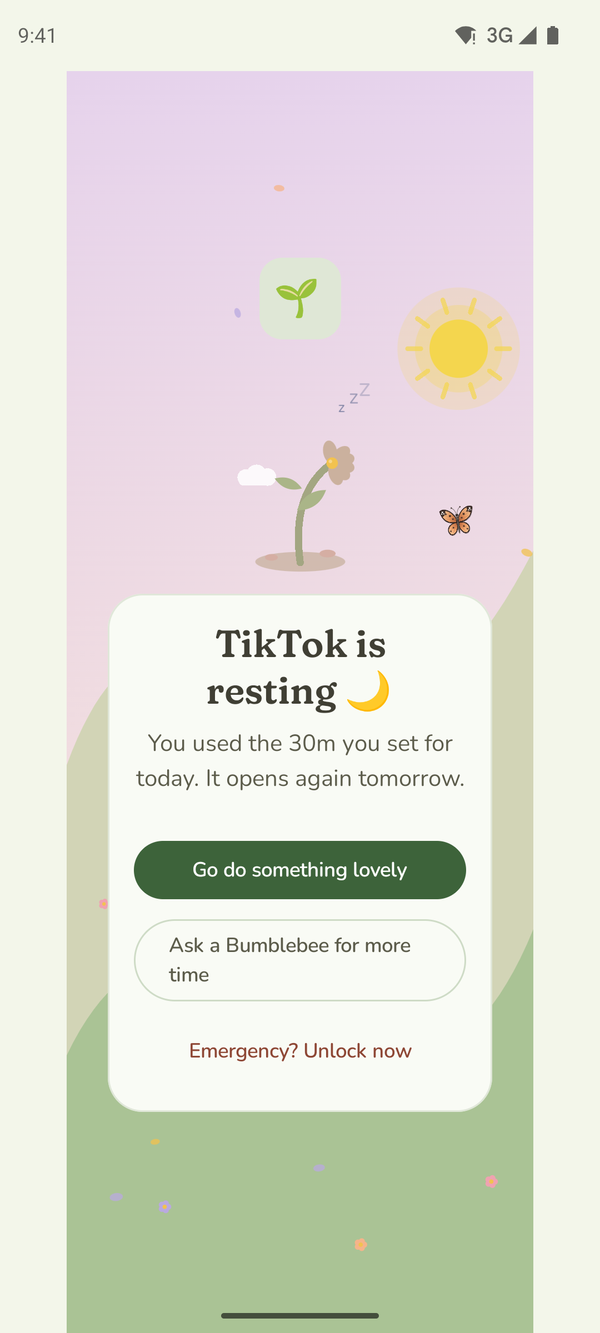 9:41
3G
z z Z
TikTok is
resting 🌙
You used the 30m you set for
today. It opens again tomorrow.
Go do something lovely
Ask a Bumblebee for more
time
Emergency? Unlock now